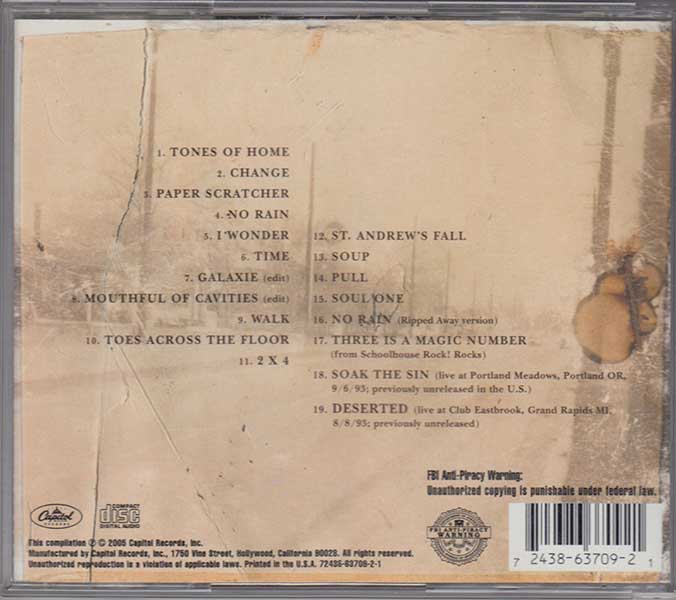 1. TONES OF HOME
2. CHANGE
3. PAPER SCRATCHER
4. NO RAIN
5. I WONDER
6. TIME
7. GALAXIE (edit)
8. MOUTHFUL OF CAVITIES (edit)
9. WALK
10. TOES ACROSS THE FLOOR
11. 2 X 4
12. ST. ANDREW'S FALL
13. SOUP
14. PULL
15. SOUL ONE
16. NO RAIN (Ripped Away version)
17. THREE IS A MAGIC NUMBER
(from Schoolhouse Rock! Rocks)
18. SOAK THE SIN (live at Portland Meadows, Portland OR,
9/6/93; previously unreleased in the U.S.)
19. DESERTED (live at Club Eastbrook, Grand Rapids MI,
8/8/93; previously unreleased)
FBI Anti-Piracy Warning:
Unauthorized copying is punishable under federal law.
Capitol
RECORDS
COMPACT
disc
DIGITAL AUDIO
FBI ANTI-PIRACY
WARNING
This compilation ℗ © 2005 Capitol Records, Inc.
Manufactured by Capitol Records, Inc., 1750 Vine Street, Hollywood, California 90028. All rights reserved.
Unauthorized reproduction is a violation of applicable laws. Printed in the U.S.A. 72438-63709-2-1
7 24386-63709-2 1